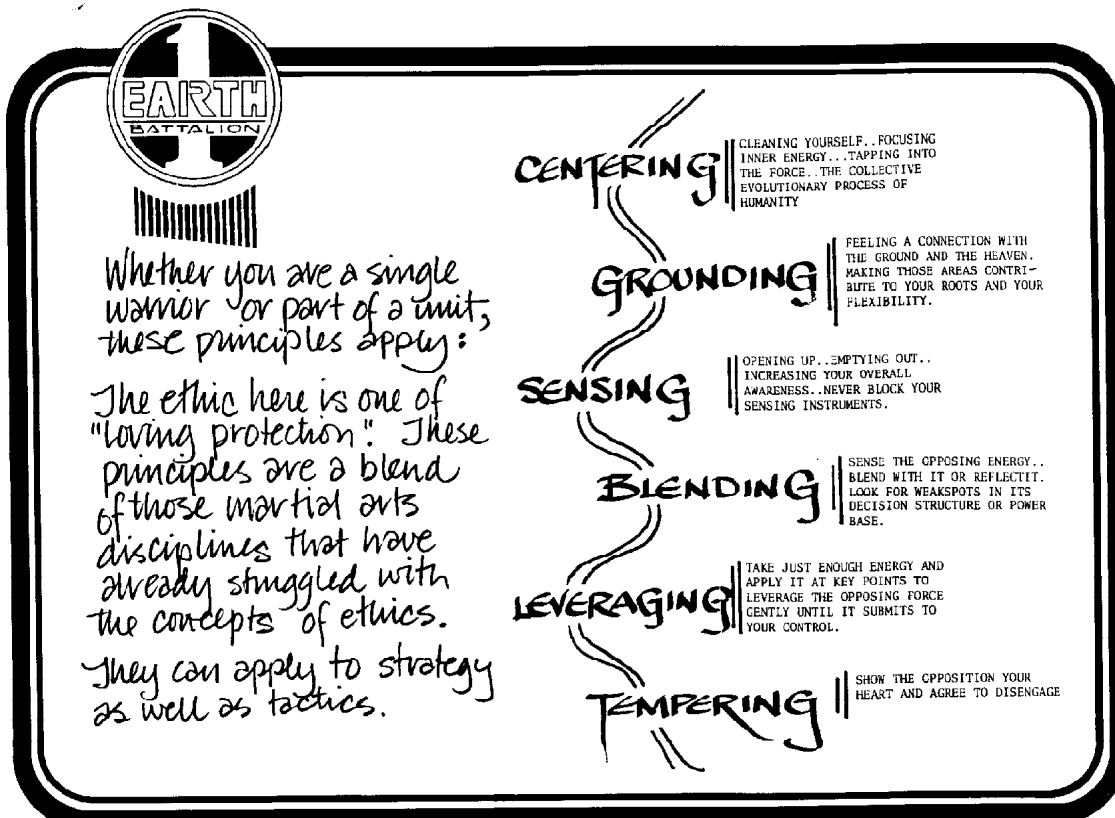 1
EARTH
BATTALION
Whether you are a single
warrior or part of a unit,
these principles apply:
The ethic here is one of
"loving protection". These
principles are a blend
of those martial arts
disciplines that have
already struggled with
the concepts of ethics.
They can apply to strategy
as well as tactics.
CENTERING
CLEANING YOURSELF..FOCUSING
INNER ENERGY...TAPPING INTO
THE FORCE..THE COLLECTIVE
EVOLUTIONARY PROCESS OF
HUMANITY
GROUNDING
FEELING A CONNECTION WITH
THE GROUND AND THE HEAVEN.
MAKING THOSE AREAS CONTRI-
BUTE TO YOUR ROOTS AND YOUR
FLEXIBILITY.
SENSING
OPENING UP..EMPTYING OUT..
INCREASING YOUR OVERALL
AWARENESS..NEVER BLOCK YOUR
SENSING INSTRUMENTS.
BLENDING
SENSE THE OPPOSING ENERGY..
BLEND WITH IT OR REFLECTIT.
LOOK FOR WEAKSPOTS IN ITS
DECISION STRUCTURE OR POWER
BASE.
LEVERAGING
TAKE JUST ENOUGH ENERGY AND
APPLY IT AT KEY POINTS TO
LEVERAGE THE OPPOSING FORCE
GENTLY UNTIL IT SUBMITS TO
YOUR CONTROL.
TEMPERING
SHOW THE OPPOSITION YOUR
HEART AND AGREE TO DISENGAGE